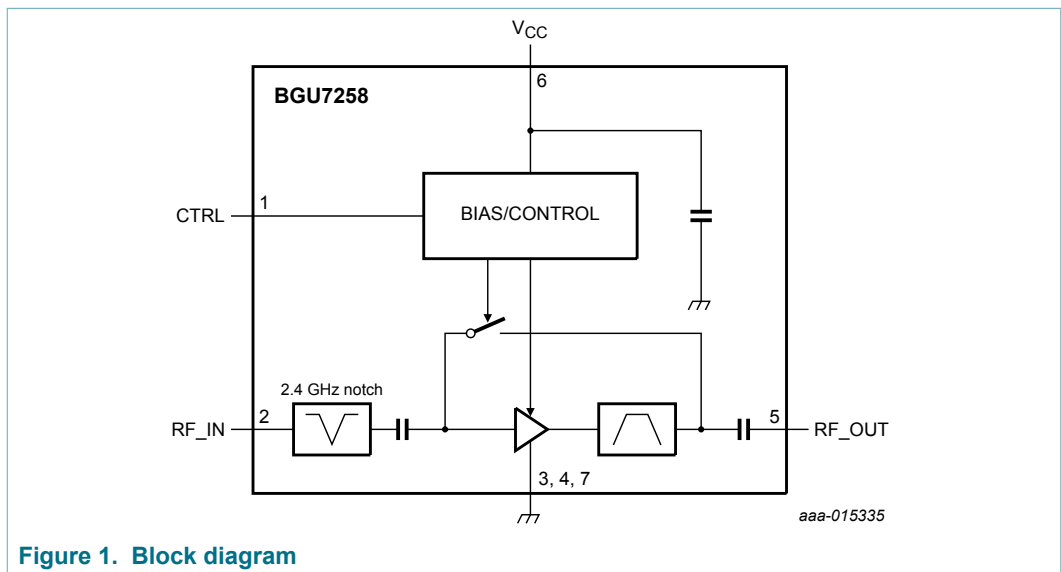 VCC
6
BGU7258
CTRL
1
BIAS/CONTROL
2.4 GHz notch
RF_IN
2
5
RF_OUT
3, 4, 7
aaa-015335
Figure 1. Block diagram